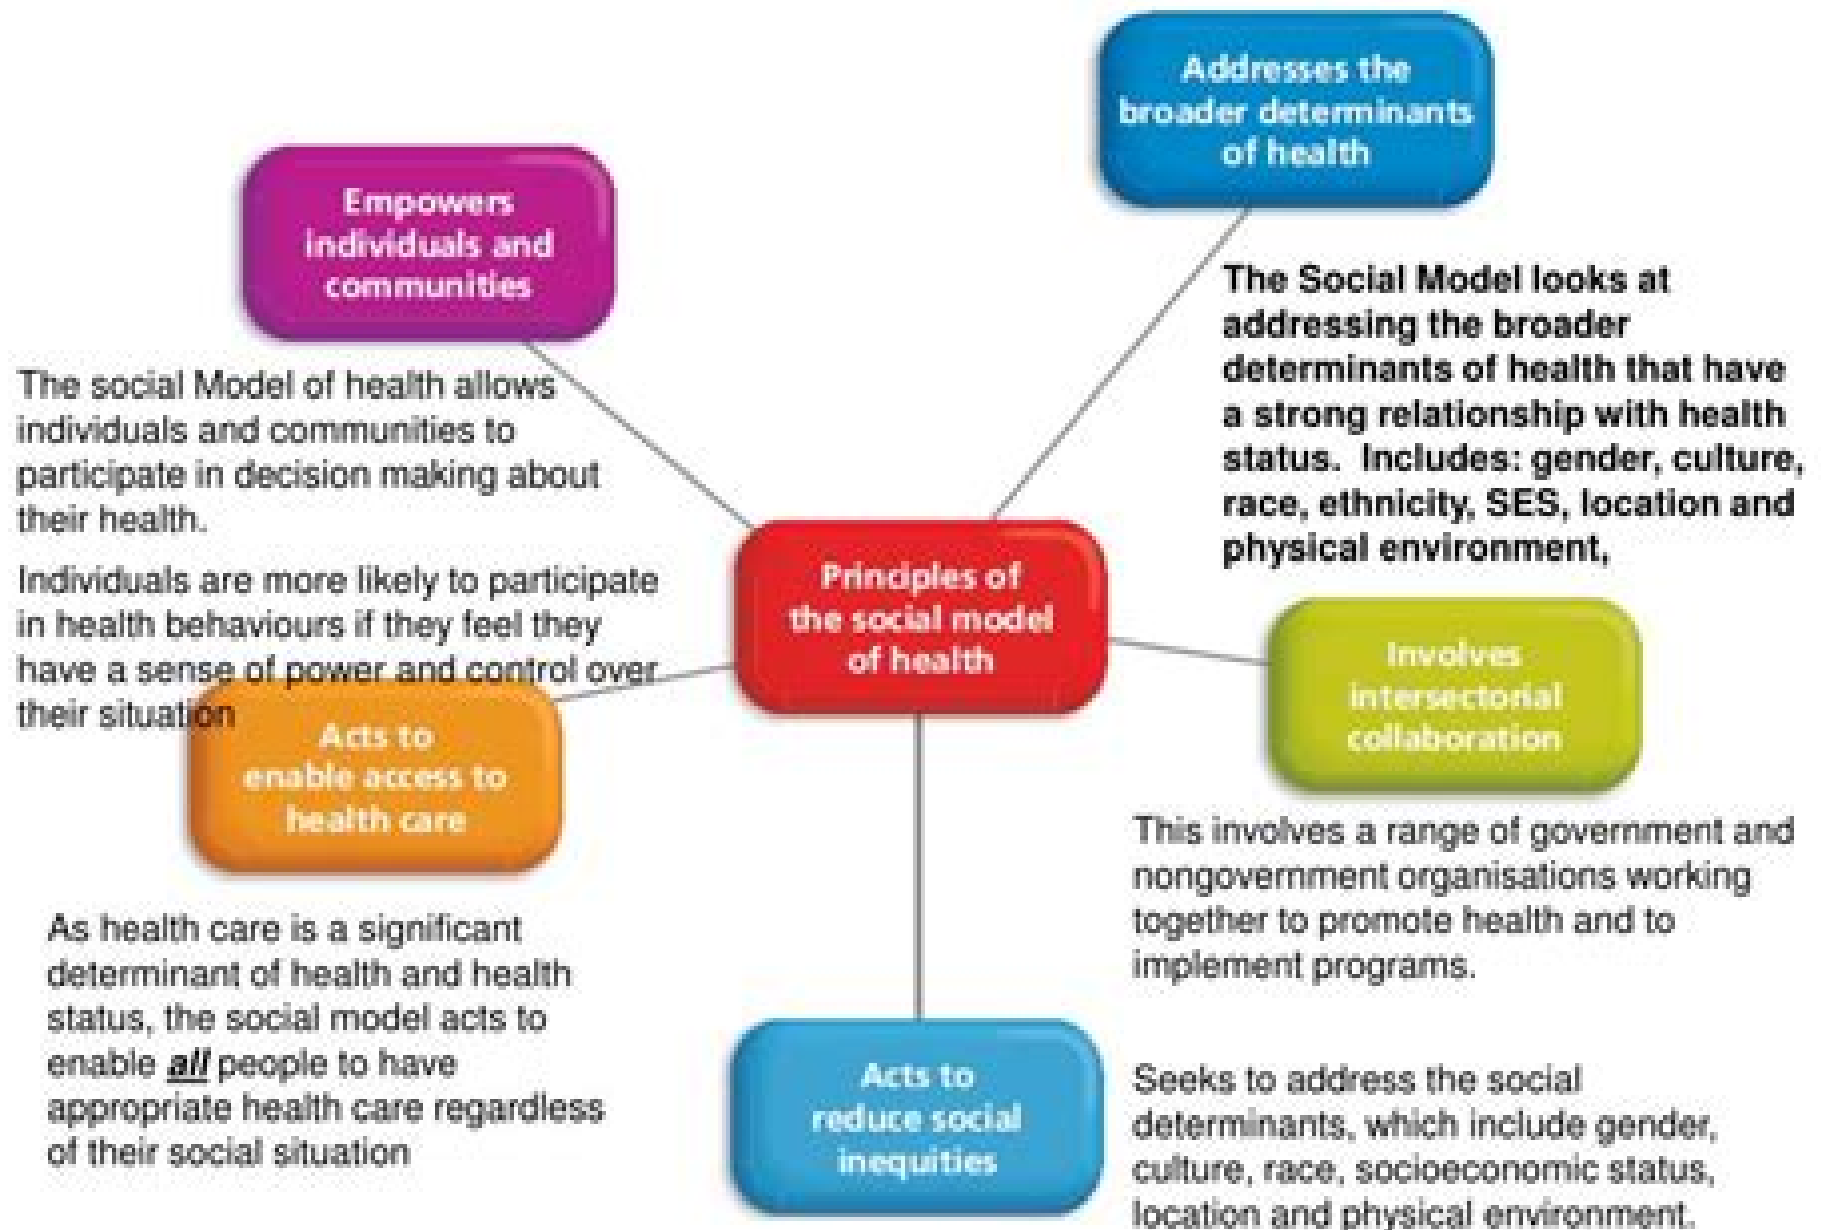 Addresses the
broader determinants
of health
Empowers
individuals and
communities
The Social Model looks at
addressing the broader
determinants of health that have
a strong relationship with health
status.  Includes: gender, culture,
race, ethnicity, SES, location and
physical environment,
The social Model of health allows
individuals and communities to
participate in decision making about
their health.
Individuals are more likely to participate
in health behaviours if they feel they
have a sense of power and control over
their situation
Principles of
the social model
of health
Involves
intersectorial
collaboration
Acts to
enable access to
health care
This involves a range of government and
nongovernment organisations working
together to promote health and to
implement programs.
As health care is a significant
determinant of health and health
status, the social model acts to
enable all people to have
appropriate health care regardless
of their social situation
Acts to
reduce social
inequities
Seeks to address the social
determinants, which include gender,
culture, race, socioeconomic status,
location and physical environment.